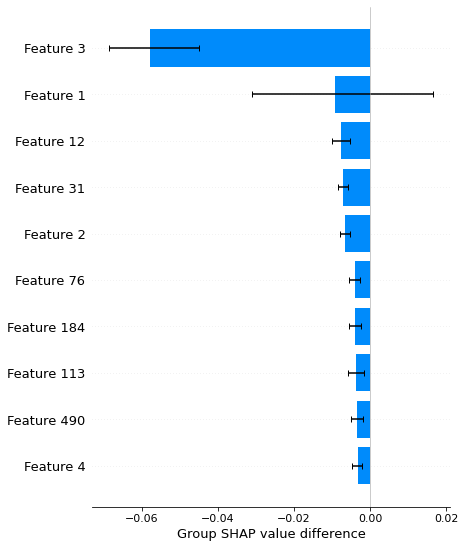 Feature 3
Feature 1
Feature 12
Feature 31
Feature 2
Feature 76
Feature 184
Feature 113
Feature 490
Feature 4
−0.06 −0.04 −0.02 0.00 0.02
Group SHAP value difference